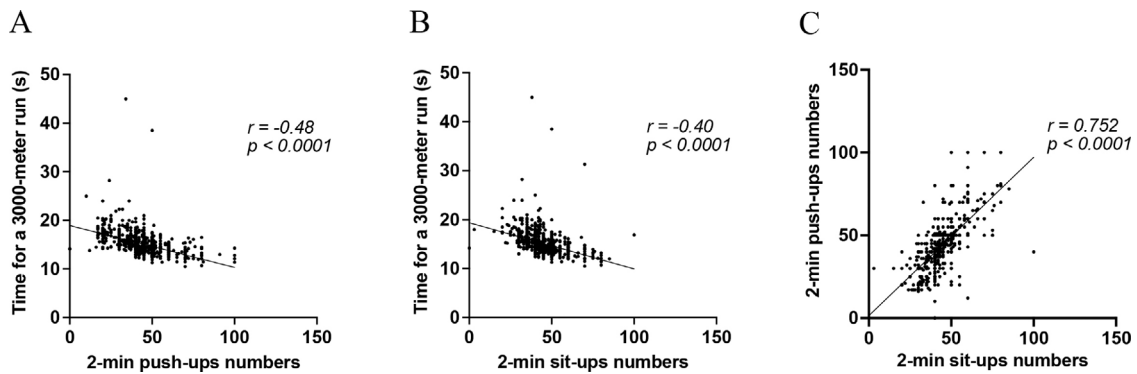 A
Time for a 3000-meter run (s)
50
40
30
20
10
0
0 50 100 150
2-min push-ups numbers
r = -0.48
p < 0.0001
B
Time for a 3000-meter run (s)
50
40
30
20
10
0
0 50 100 150
2-min sit-ups numbers
r = -0.40
p < 0.0001
C
2-min push-ups numbers
150
100
50
0
0 50 100 150
2-min sit-ups numbers
r = 0.752
p < 0.0001